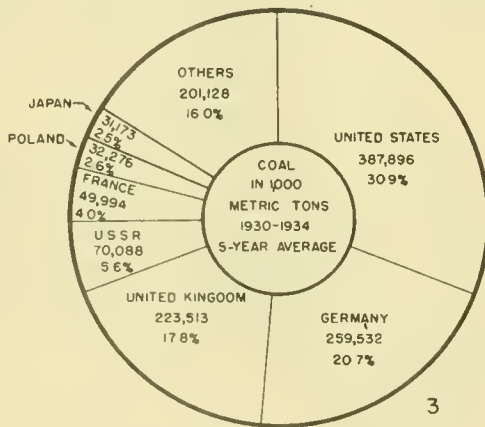 OTHERS
201,128
16.0%
UNITED STATES
387,896
30.9%
GERMANY
259,532
20.7%
UNITED KINGDOM
223,513
17.8%
USSR
70,088
5.6%
FRANCE
49,994
4.0%
POLAND
32,276
2.6%
JAPAN
31,173
2.5%
COAL
IN 1,000
METRIC TONS
1930-1934
5-YEAR AVERAGE
3